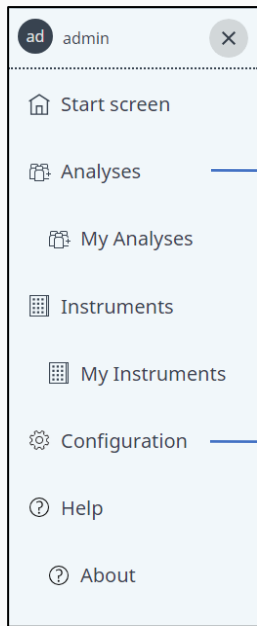 ad admin
Start screen
Analyses
My Analyses
Instruments
My Instruments
Configuration
Help
About